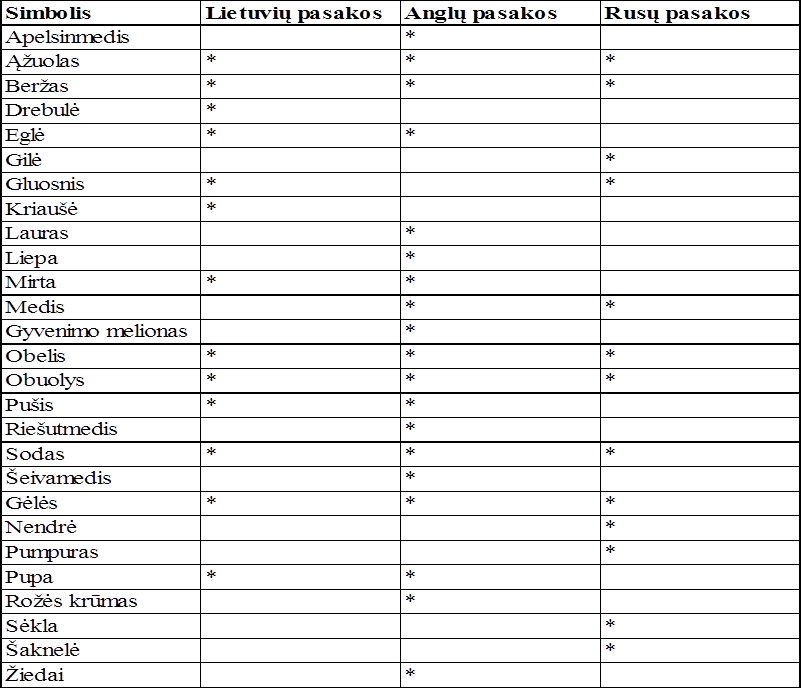 Simbolis Lietuvių pasakos Anglų pasakos Rusų pasakos
Apelsinmedis *
Ąžuolas * * *
Beržas * * *
Drebulė *
Eglė * *
Gilė *
Gluosnis * *
Kriaušė *
Lauras *
Liepa *
Mirta * *
Medis * *
Gyvenimo melionas *
Obelis * * *
Obuolys * * *
Pušis * *
Riešutmedis *
Sodas * * *
Šeivamedis *
Gėlės * * *
Nendrė *
Pumpuras *
Pupa * *
Rožės krūmas *
Sėkla *
Šaknelė *
Žiedai *